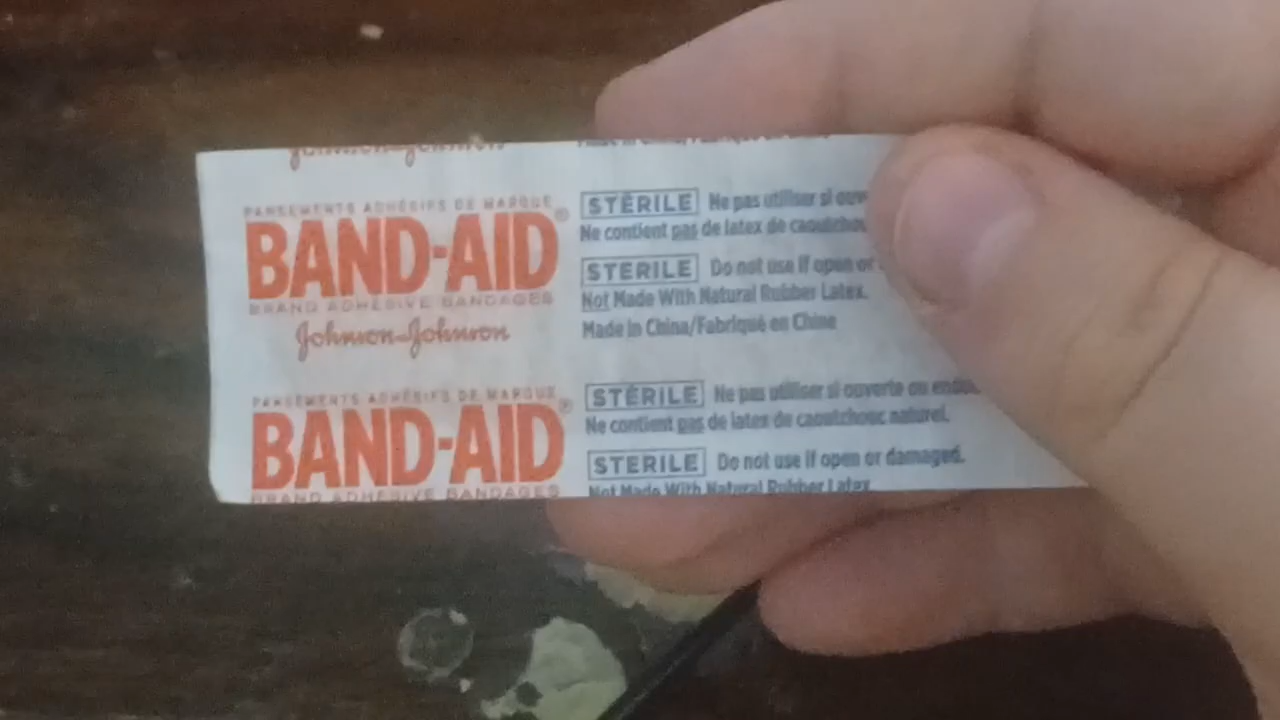 Johnson & Johnson
PANSEMENTS ADHÉSIFS DE MARQUE
BAND-AID®
BRAND ADHESIVE BANDAGES
Johnson & Johnson
STÉRILE Ne pas utiliser si
Ne contient pas de latex de
STERILE Do not use if open or
Not Made With Natural Rubber Latex.
Made in China/Fabriqué en Chine
PANSEMENTS ADHÉSIFS DE MARQUE
BAND-AID®
BRAND ADHESIVE BANDAGES
STÉRILE Ne pas utiliser si ouverte ou
Ne contient pas de latex de caoutchouc naturel.
STERILE Do not use if open or damaged.
Not Made With Natural Rubber Latex